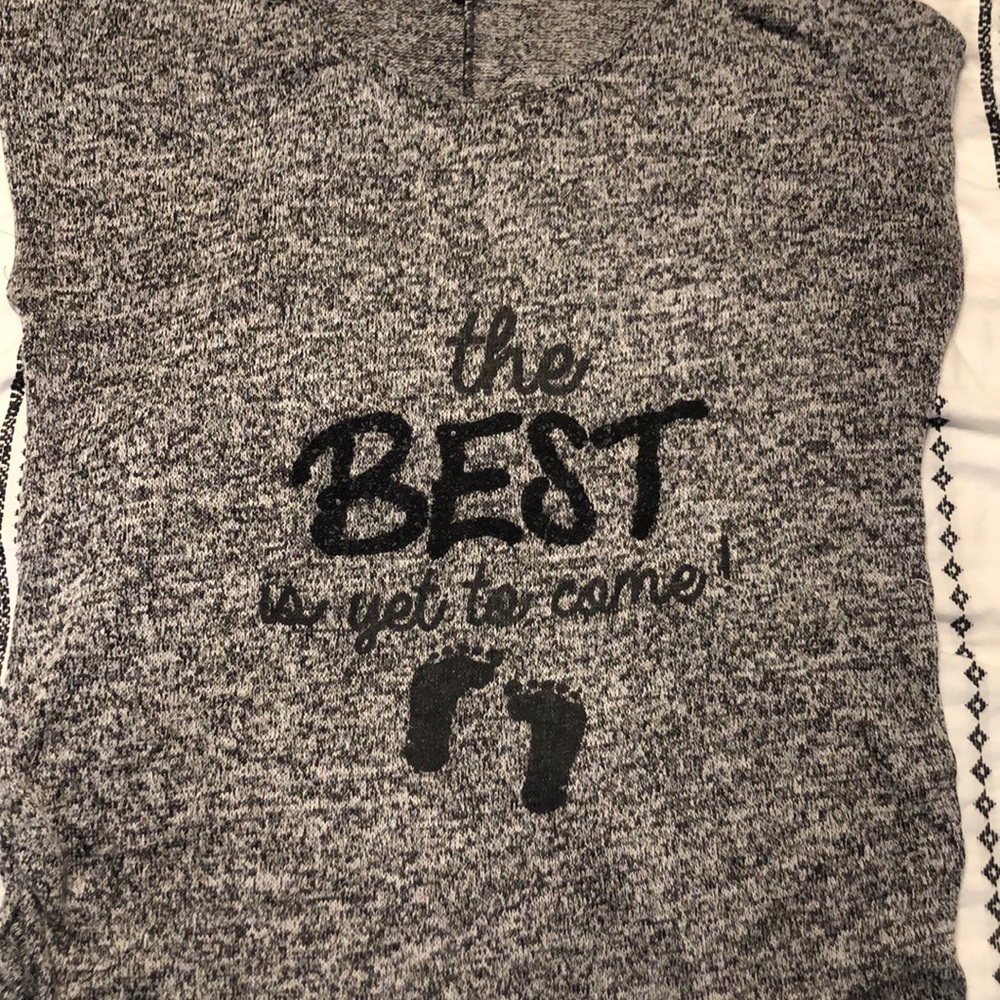 the
BEST
is yet to come!